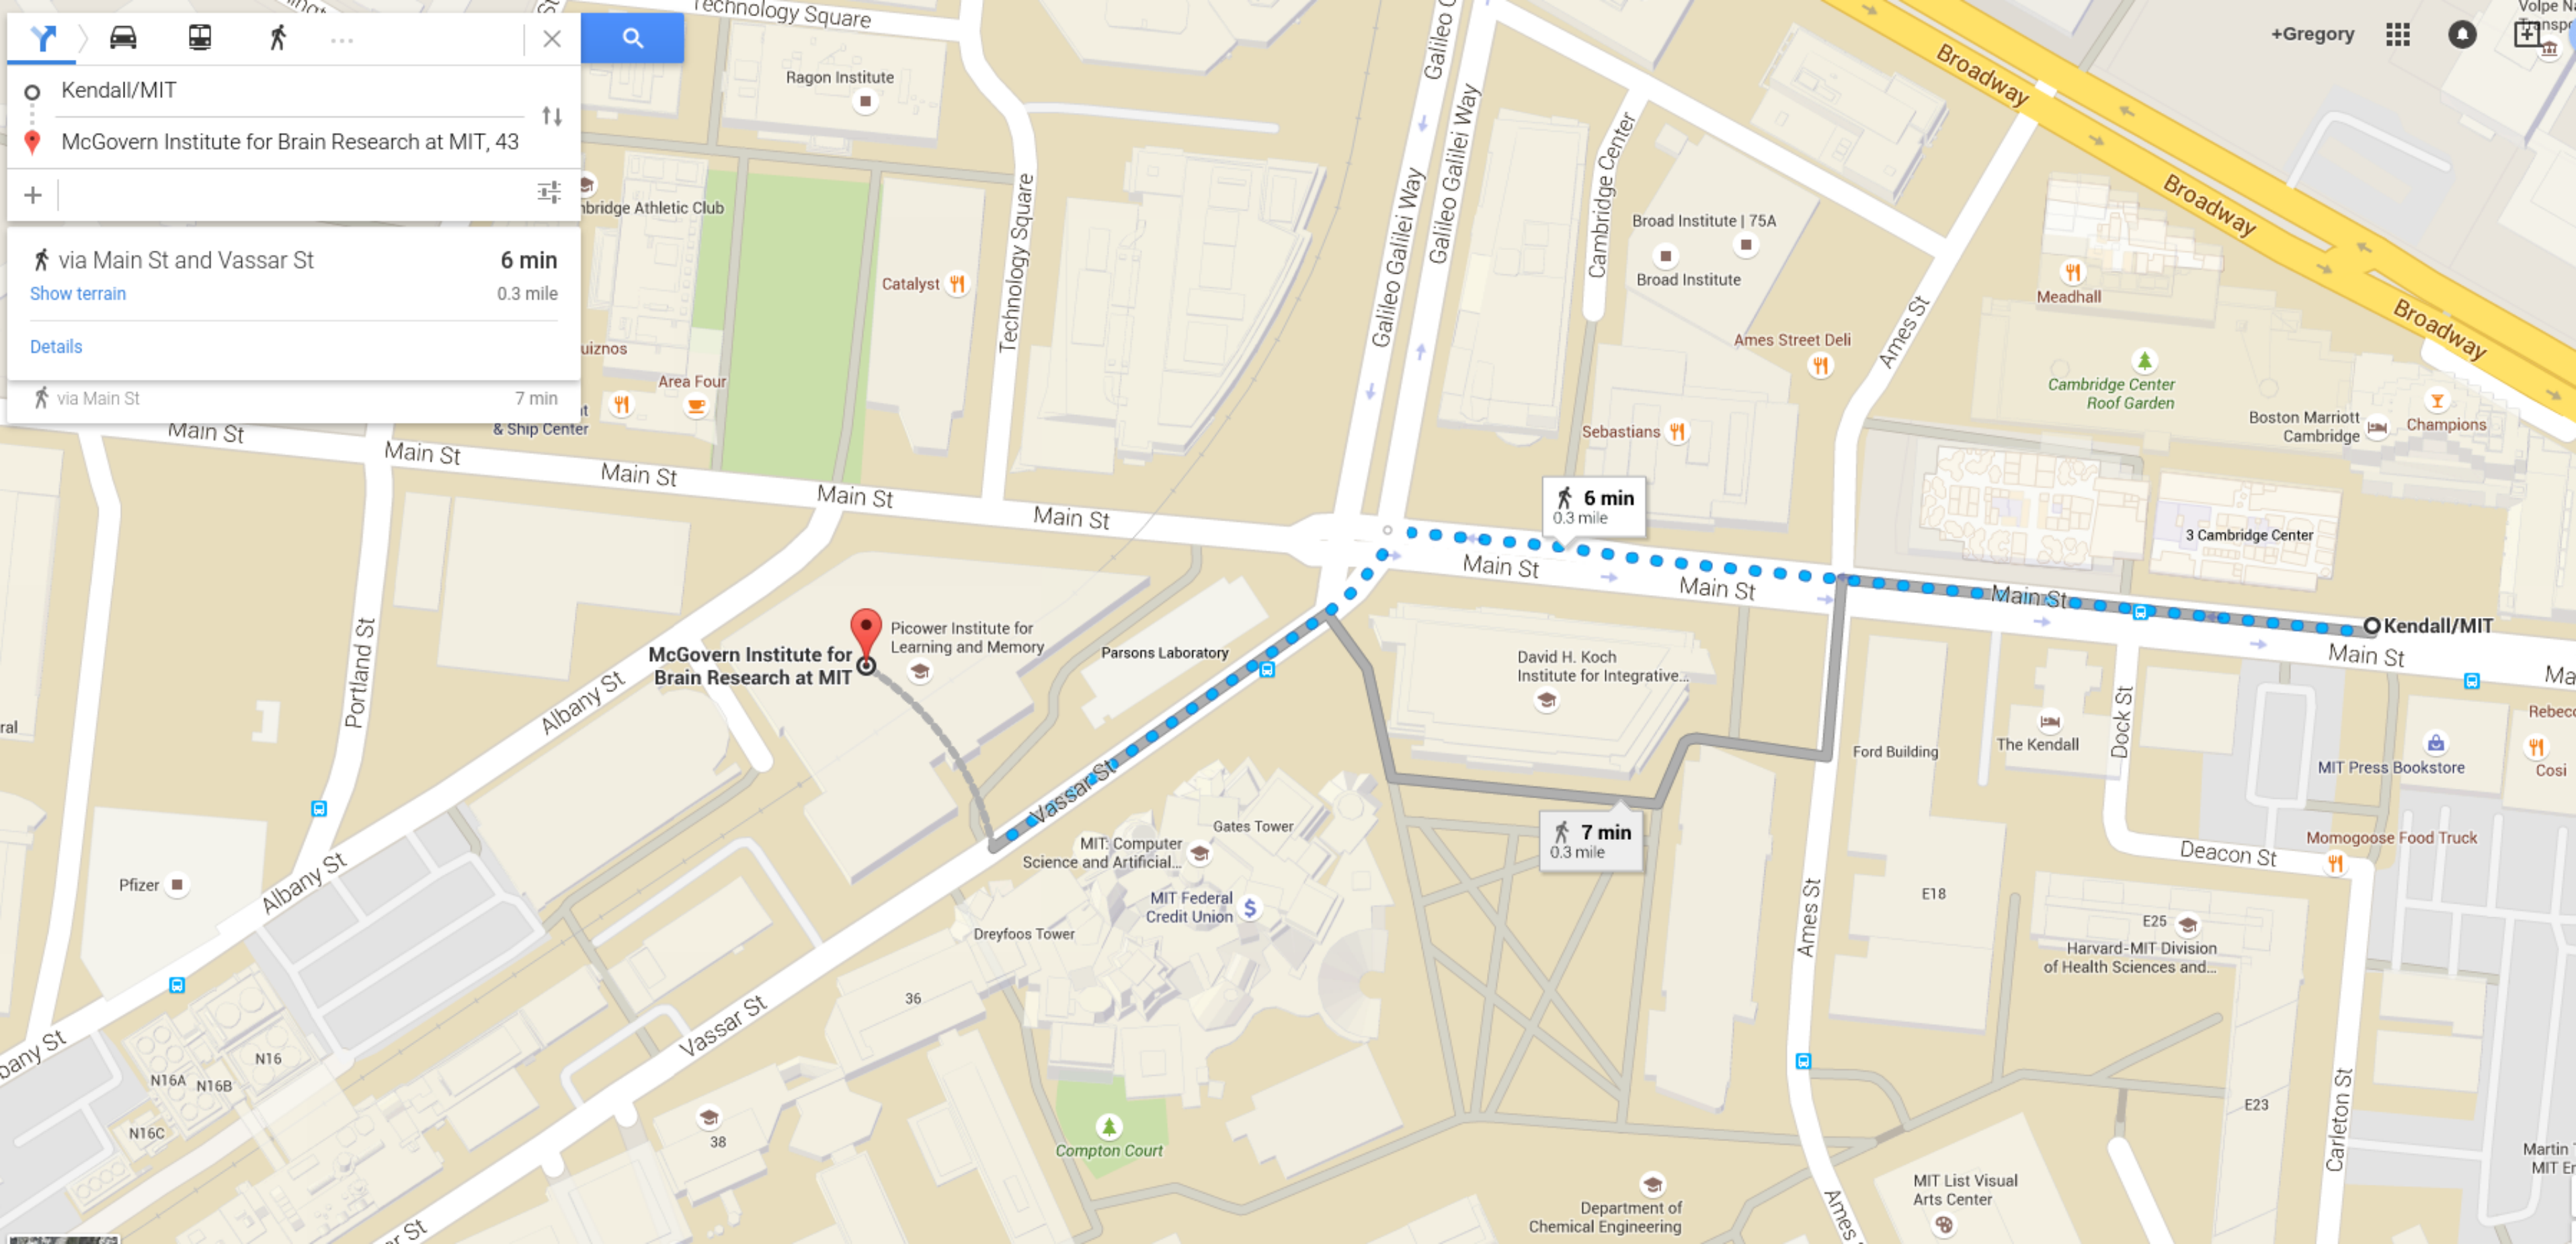 Kendall/MIT
McGovern Institute for Brain Research at MIT, 43
via Main St and Vassar St
6 min
Show terrain
0.3 mile
Details
via Main St
7 min
+Gregory
Technology Square
Ragon Institute
Galileo Galilei Way
Galileo Galilei Way
Technology Square
Catalyst
Area Four
& Ship Center
Cambridge Center
Broad Institute | 75A
Broad Institute
Ames Street Deli
Sebastians
Ames St
Broadway
Broadway
Broadway
Meadhall
Cambridge Center
Roof Garden
Boston Marriott
Cambridge
Champions
3 Cambridge Center
Main St
Main St
Main St
Main St
Main St
6 min
0.3 mile
Main St
Main St
Main St
Kendall/MIT
Main St
Picower Institute for
Learning and Memory
McGovern Institute for
Brain Research at MIT
Parsons Laboratory
David H. Koch
Institute for Integrative...
Portland St
Albany St
Vassar St
Ford Building
The Kendall
Dock St
MIT Press Bookstore
Cosi
7 min
0.3 mile
Gates Tower
MIT: Computer
Science and Artificial...
MIT Federal
Credit Union
Dreyfoos Tower
Momogoose Food Truck
Deacon St
Pfizer
Albany St
Ames St
E18
E25
Harvard-MIT Division
of Health Sciences and...
36
Vassar St
N16
N16A
N16B
N16C
38
Compton Court
E23
Carleton St
MIT List Visual
Arts Center
Department of
Chemical Engineering
Ames
Martin